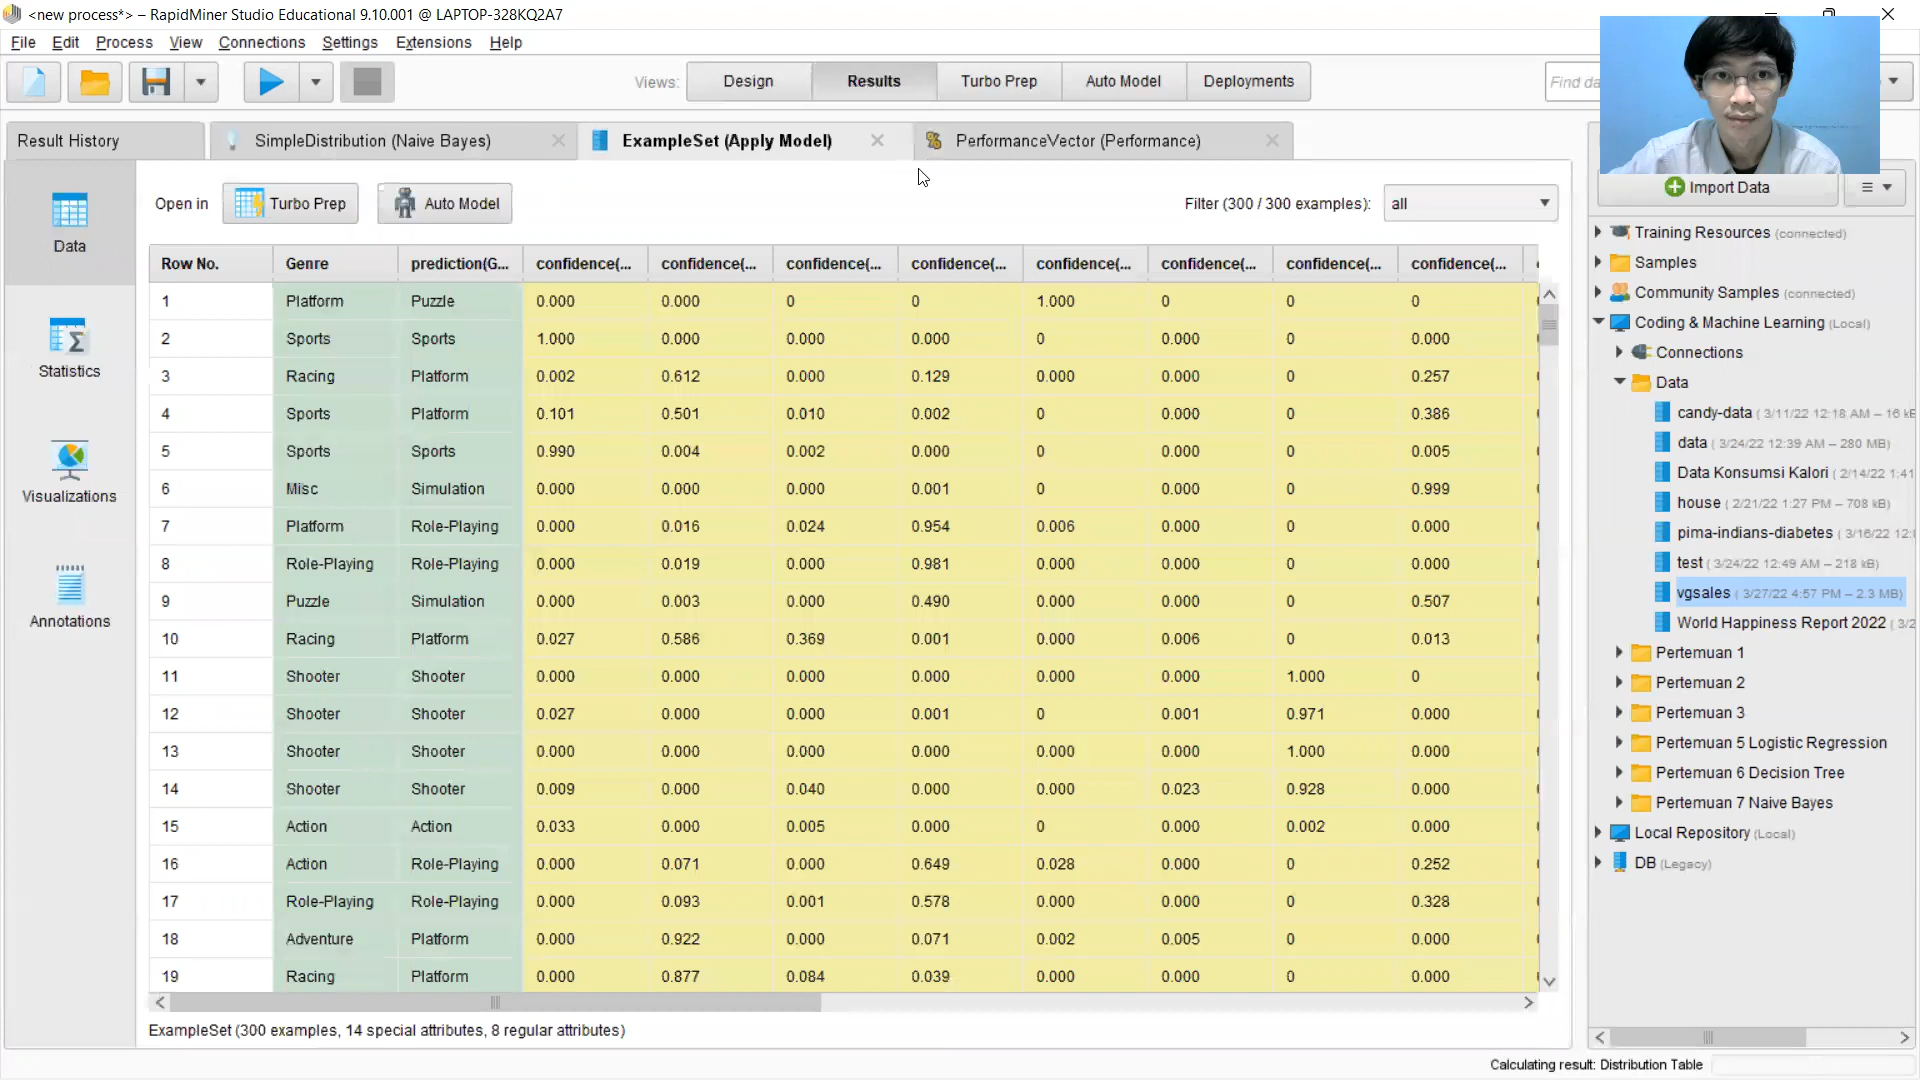 <new process*> – RapidMiner Studio Educational 9.10.001 @ LAPTOP-328KQ2A7
File Edit Process View Connections Settings Extensions Help
Views: Design Results Turbo Prep Auto Model Deployments Find da
Result History SimpleDistribution (Naive Bayes) ExampleSet (Apply Model) PerformanceVector (Performance)
Open in Turbo Prep Auto Model Filter (300 / 300 examples): all
Data
Statistics
Visualizations
Annotations
Row No. Genre prediction(G... confidence(... confidence(... confidence(... confidence(... confidence(... confidence(... confidence(... confidence(...
1 Platform Puzzle 0.000 0.000 0 0 1.000 0 0 0
2 Sports Sports 1.000 0.000 0.000 0.000 0 0.000 0 0.000
3 Racing Platform 0.002 0.612 0.000 0.129 0.000 0.000 0 0.257
4 Sports Platform 0.101 0.501 0.010 0.002 0 0.000 0 0.386
5 Sports Sports 0.990 0.004 0.002 0.000 0 0.000 0 0.005
6 Misc Simulation 0.000 0.000 0.000 0.001 0 0.000 0 0.999
7 Platform Role-Playing 0.000 0.016 0.024 0.954 0.006 0.000 0 0.000
8 Role-Playing Role-Playing 0.000 0.019 0.000 0.981 0.000 0.000 0 0.000
9 Puzzle Simulation 0.000 0.003 0.000 0.490 0.000 0.000 0 0.507
10 Racing Platform 0.027 0.586 0.369 0.001 0.000 0.006 0 0.013
11 Shooter Shooter 0.000 0.000 0.000 0.000 0.000 0.000 1.000 0
12 Shooter Shooter 0.027 0.000 0.000 0.001 0 0.001 0.971 0.000
13 Shooter Shooter 0.000 0.000 0.000 0.000 0.000 0.000 1.000 0.000
14 Shooter Shooter 0.009 0.000 0.040 0.000 0.000 0.023 0.928 0.000
15 Action Action 0.033 0.000 0.005 0.000 0 0.000 0.002 0.000
16 Action Role-Playing 0.000 0.071 0.000 0.649 0.028 0.000 0 0.252
17 Role-Playing Role-Playing 0.000 0.093 0.001 0.578 0.000 0.000 0 0.328
18 Adventure Platform 0.000 0.922 0.000 0.071 0.002 0.005 0 0.000
19 Racing Platform 0.000 0.877 0.084 0.039 0.000 0.000 0 0.000
ExampleSet (300 examples, 14 special attributes, 8 regular attributes)
Import Data
Training Resources (connected)
Samples
Community Samples (connected)
Coding & Machine Learning (Local)
Connections
Data
candy-data ( 3/11/22 12:18 AM – 16 kB
data ( 3/24/22 12:39 AM – 280 MB)
Data Konsumsi Kalori ( 2/14/22 1:41
house ( 2/21/22 1:27 PM – 708 kB)
pima-indians-diabetes ( 3/16/22 12:
test ( 3/24/22 12:49 AM – 218 kB)
vgsales ( 3/27/22 4:57 PM – 2.3 MB)
World Happiness Report 2022 ( 3/2
Pertemuan 1
Pertemuan 2
Pertemuan 3
Pertemuan 5 Logistic Regression
Pertemuan 6 Decision Tree
Pertemuan 7 Naive Bayes
Local Repository (Local)
DB (Legacy)
Calculating result: Distribution Table